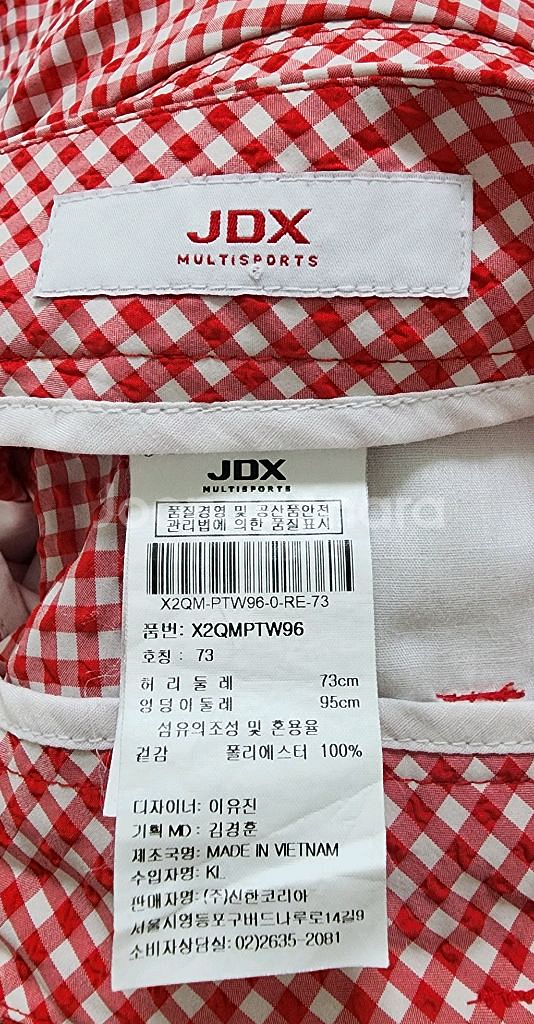 JDX
MULTISPORTS
JDX
MULTISPORTS
품질경영 및 공산품안전
관리법에 의한 품질표시
X2QM-PTW96-0-RE-73
품번: X2QMPTW96
호칭 : 73
허 리 둘 레 73cm
엉덩이둘레 95cm
섬유의조성 및 혼용율
겉감 폴리에스터 100%
디자이너: 이유진
기획 MD : 김경훈
제조국명: MADE IN VIETNAM
수입자명: KL
판매자명: (주)신한코리아
서울시영등포구버드나루로14길9
소비자상담실: 02)2635-2081